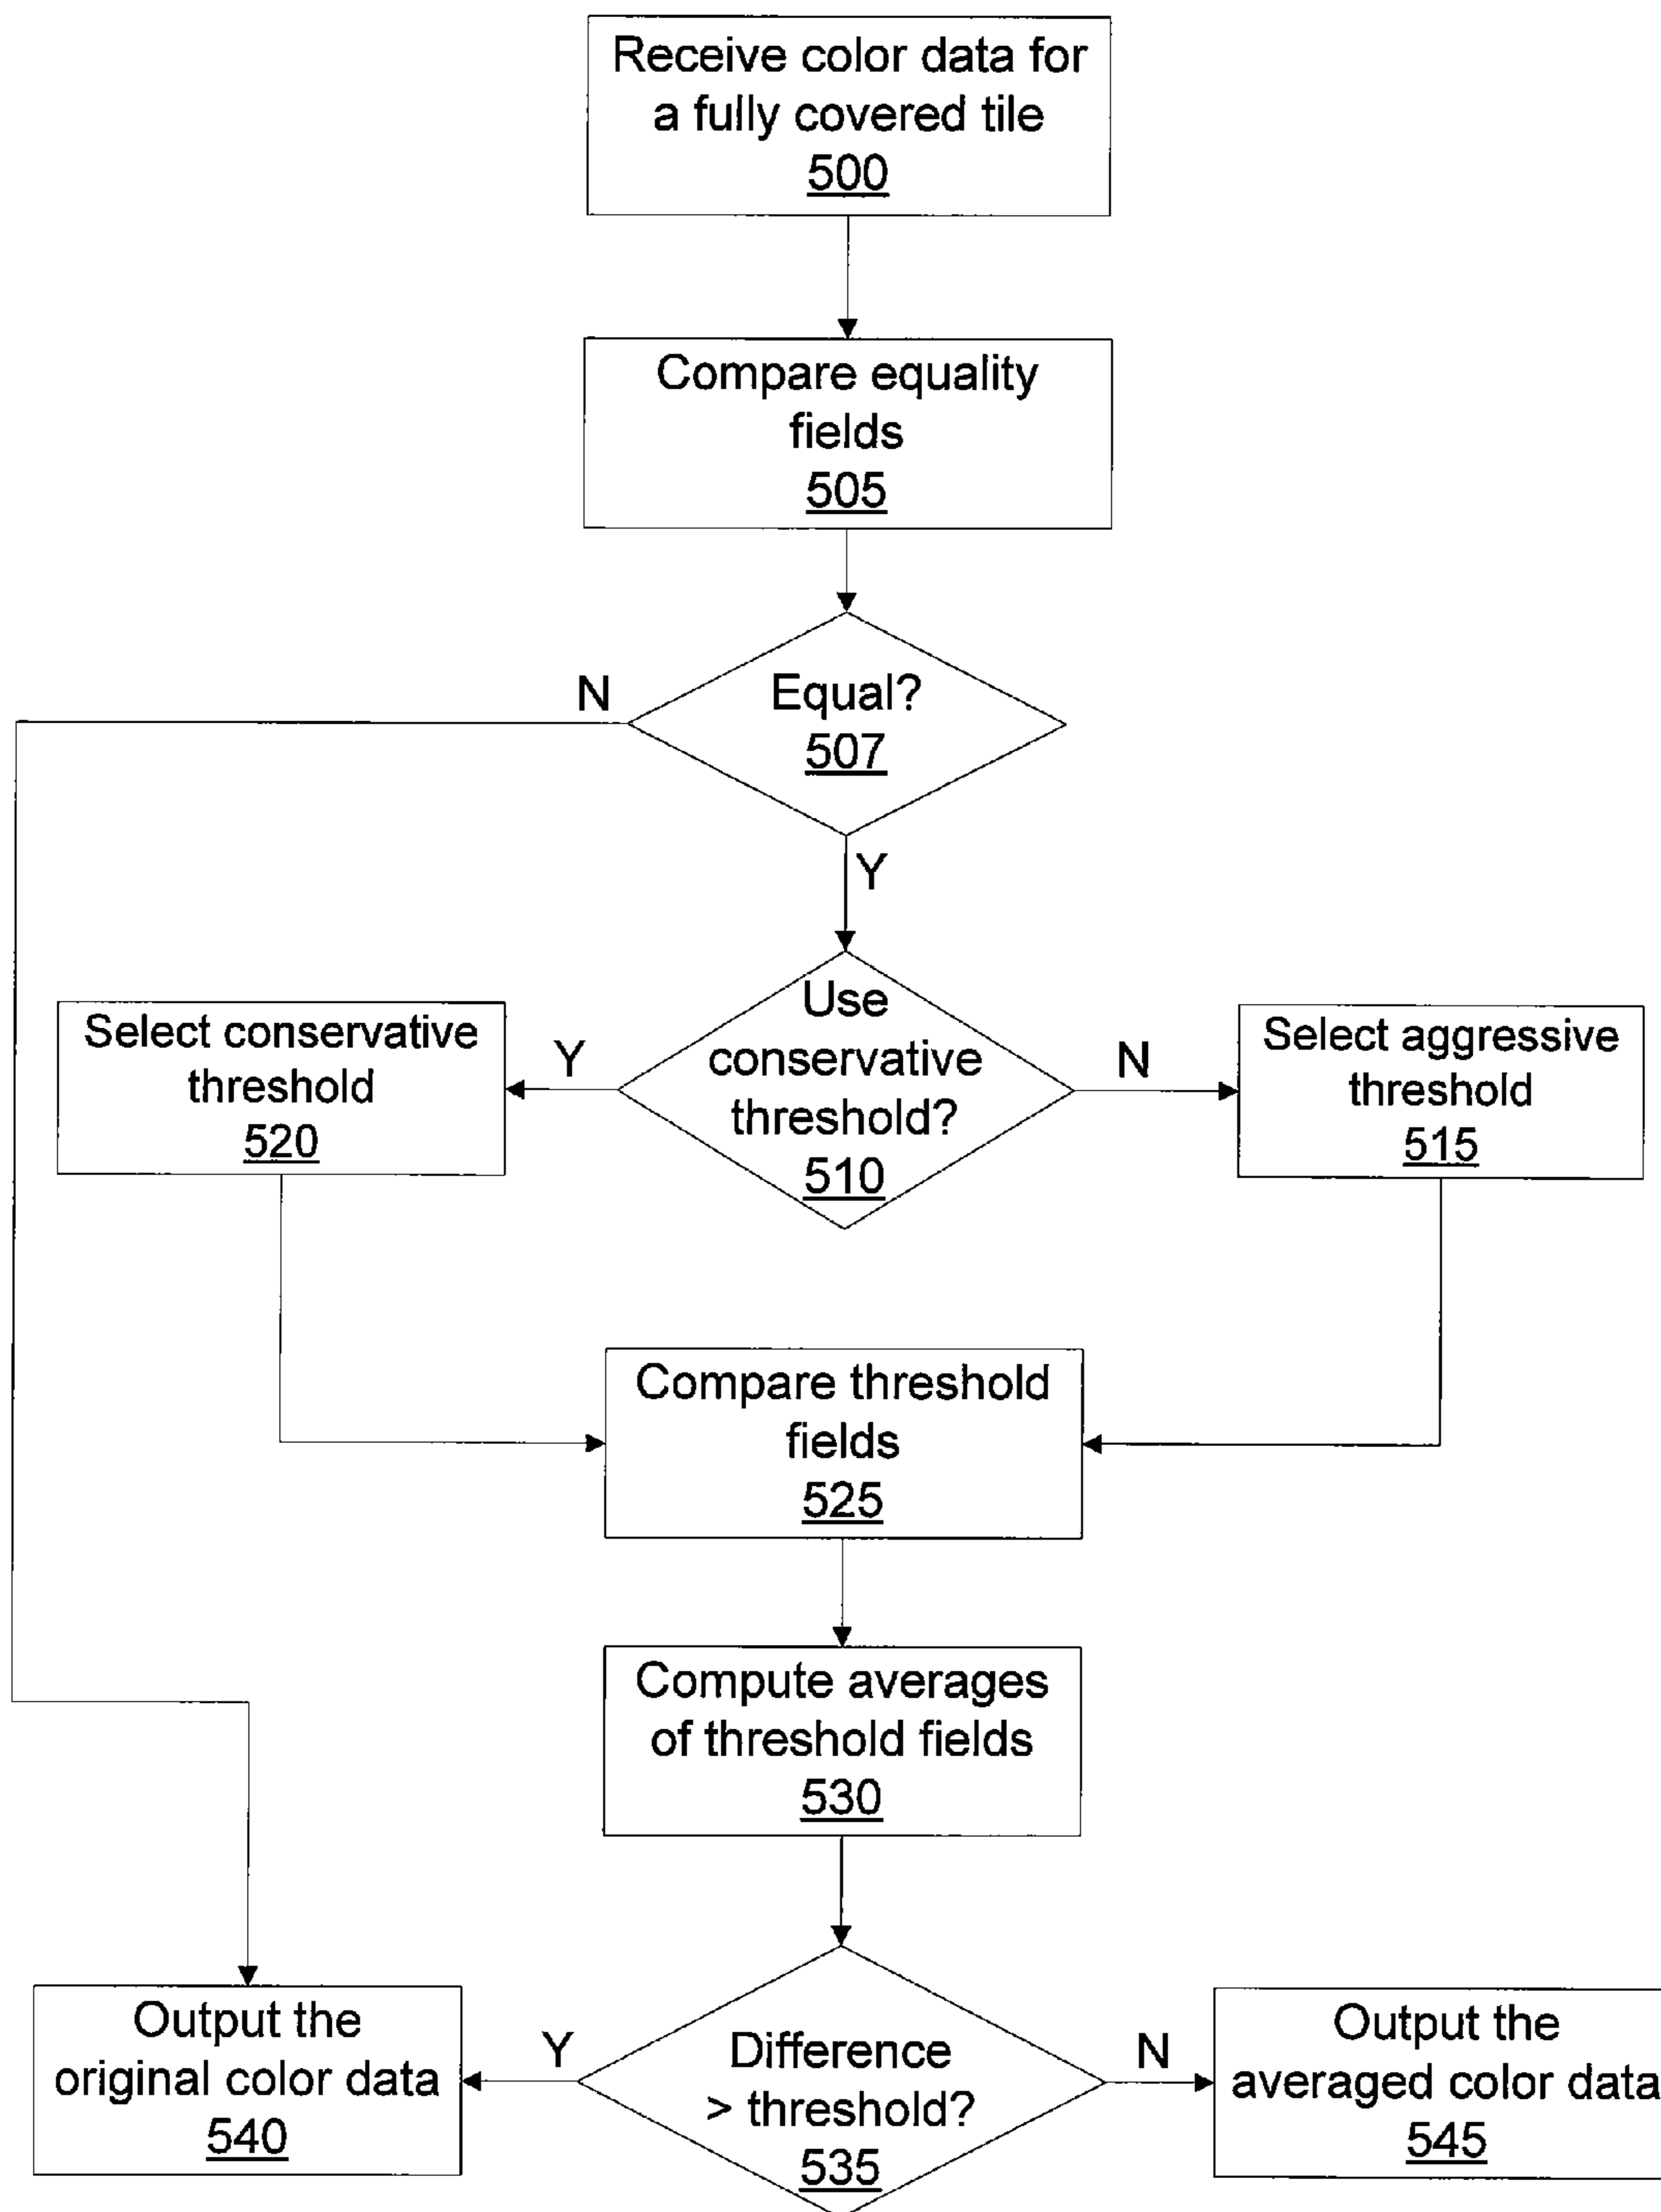 Receive color data for
a fully covered tile
500
Compare equality
fields
505
N
Equal?
507
Y
Select conservative
threshold
520
Y
Use
conservative
threshold?
510
N
Select aggressive
threshold
515
Compare threshold
fields
525
Compute averages
of threshold fields
530
Output the
original color data
540
Y
Difference
> threshold?
535
N
Output the
averaged color data
545